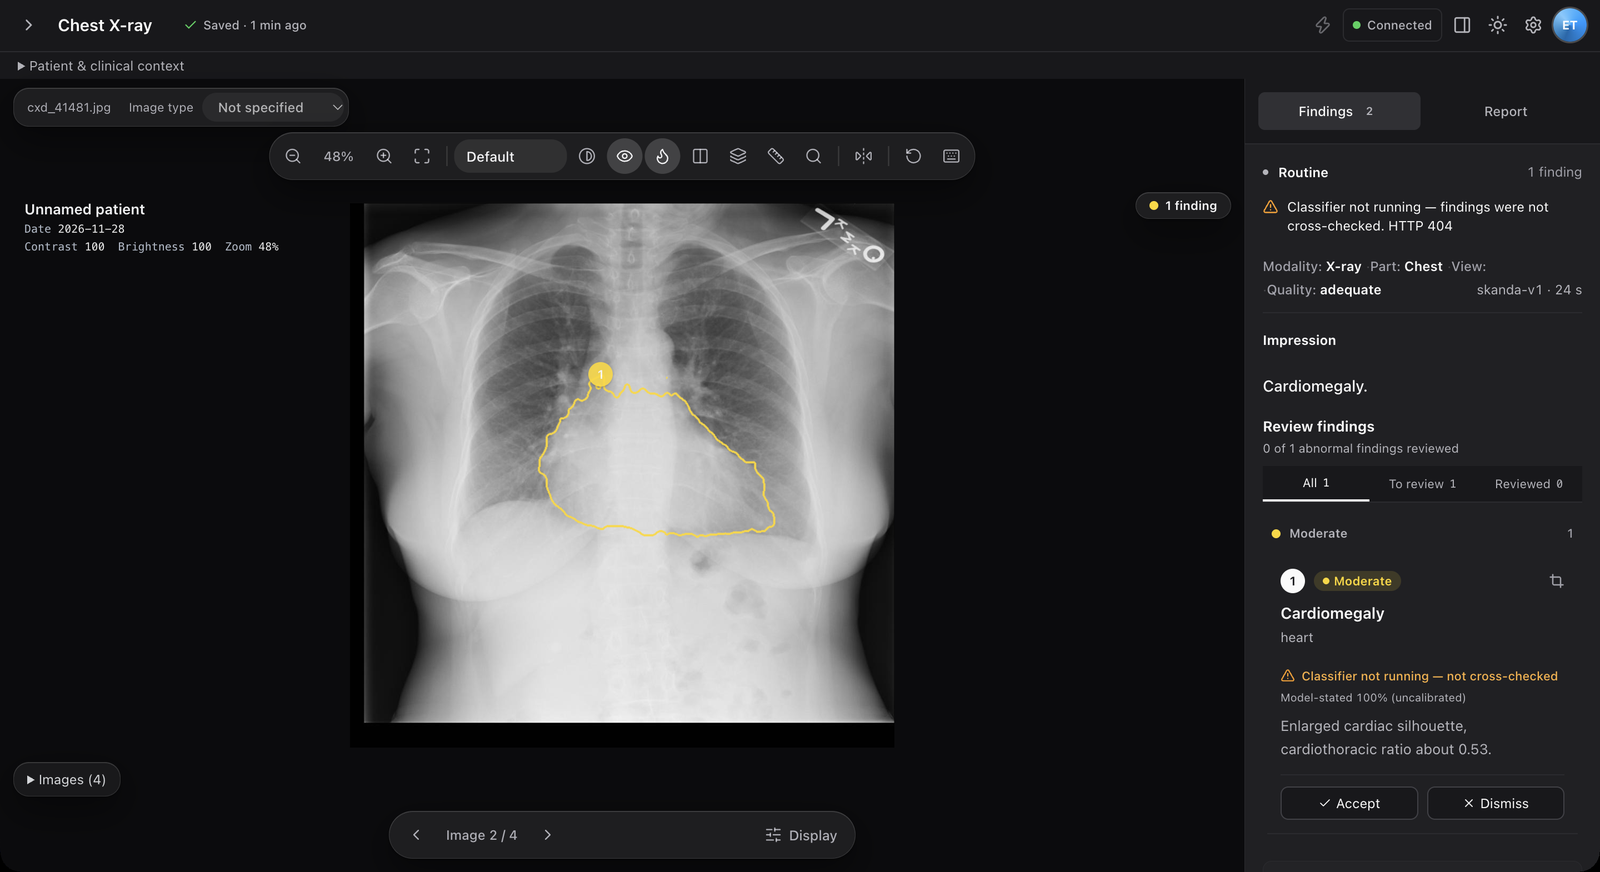 Chest X-ray
Saved · 1 min ago
Connected
ET
Patient & clinical context
cxd_41481.jpg Image type Not specified
48% Default
Unnamed patient
Date 2026-11-28
Contrast 100 Brightness 100 Zoom 48%
1 finding
1
Images (4)
Image 2 / 4
Display
Findings 2
Report
Routine 1 finding
Classifier not running — findings were not
cross-checked. HTTP 404
Modality: X-ray · Part: Chest · View:
· Quality: adequate skanda-v1 · 24 s
Impression
Cardiomegaly.
Review findings
0 of 1 abnormal findings reviewed
All 1 To review 1 Reviewed 0
Moderate 1
1 Moderate
Cardiomegaly
heart
Classifier not running — not cross-checked
Model-stated 100% (uncalibrated)
Enlarged cardiac silhouette,
cardiothoracic ratio about 0.53.
Accept Dismiss